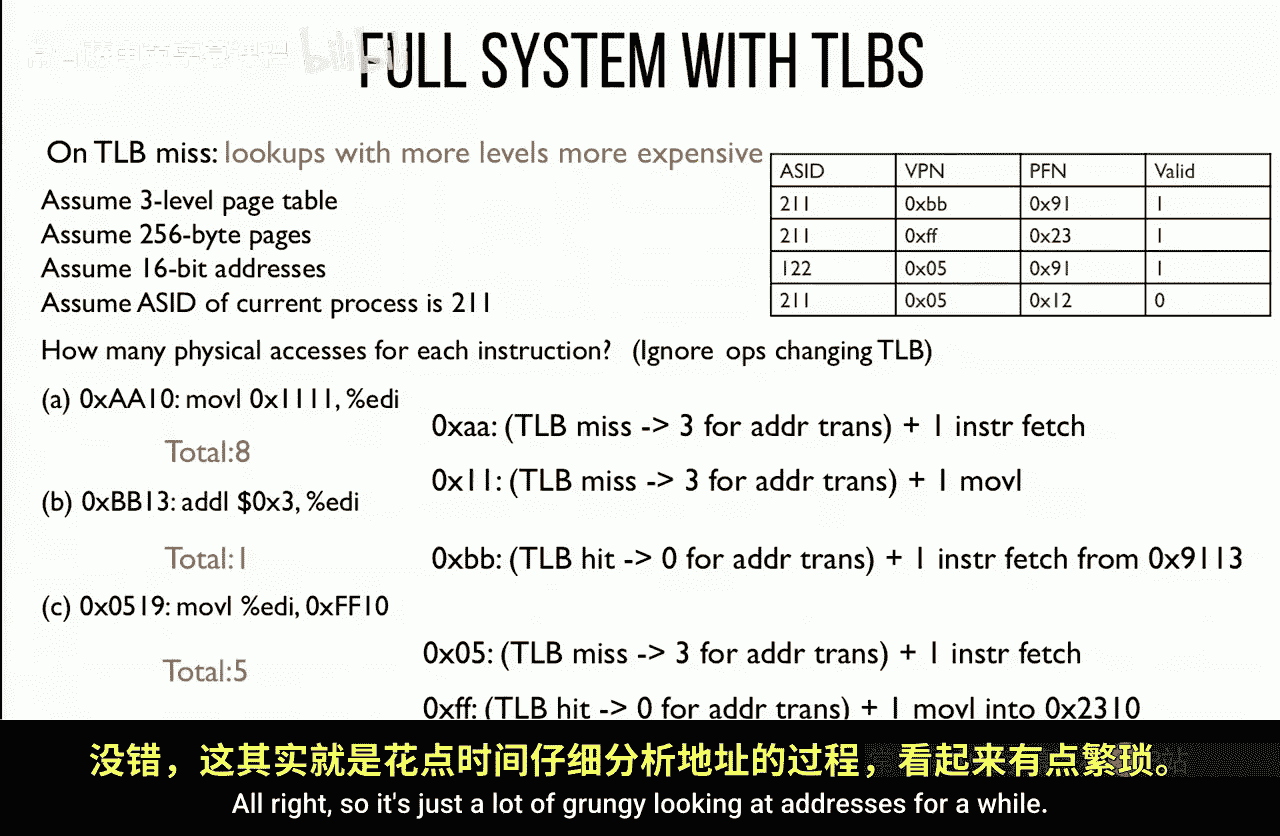 FULL SYSTEM WITH TLBS
On TLB miss: lookups with more levels more expensive
Assume 3-level page table
Assume 256-byte pages
Assume 16-bit addresses
Assume ASID of current process is 211
ASID VPN PFN Valid
211 0xbb 0x91 1
211 0xff 0x23 1
122 0x05 0x91 1
211 0x05 0x12 0
How many physical accesses for each instruction? (Ignore ops changing TLB)
(a) 0xAA10: movl 0x1111, %edi
0xaa: (TLB miss -> 3 for addr trans) + 1 instr fetch
Total:8
0x11: (TLB miss -> 3 for addr trans) + 1 movl
(b) 0xBB13: addl $0x3, %edi
Total:1
0xbb: (TLB hit -> 0 for addr trans) + 1 instr fetch from 0x9113
(c) 0x0519: movl %edi, 0xFF10
0x05: (TLB miss -> 3 for addr trans) + 1 instr fetch
Total:5
0xff: (TLB hit -> 0 for addr trans) + 1 movl into 0x2310
没错，这其实就是花点时间仔细分析地址的过程，看起来有点繁琐。
All right, so it's just a lot of grungy looking at addresses for a while.